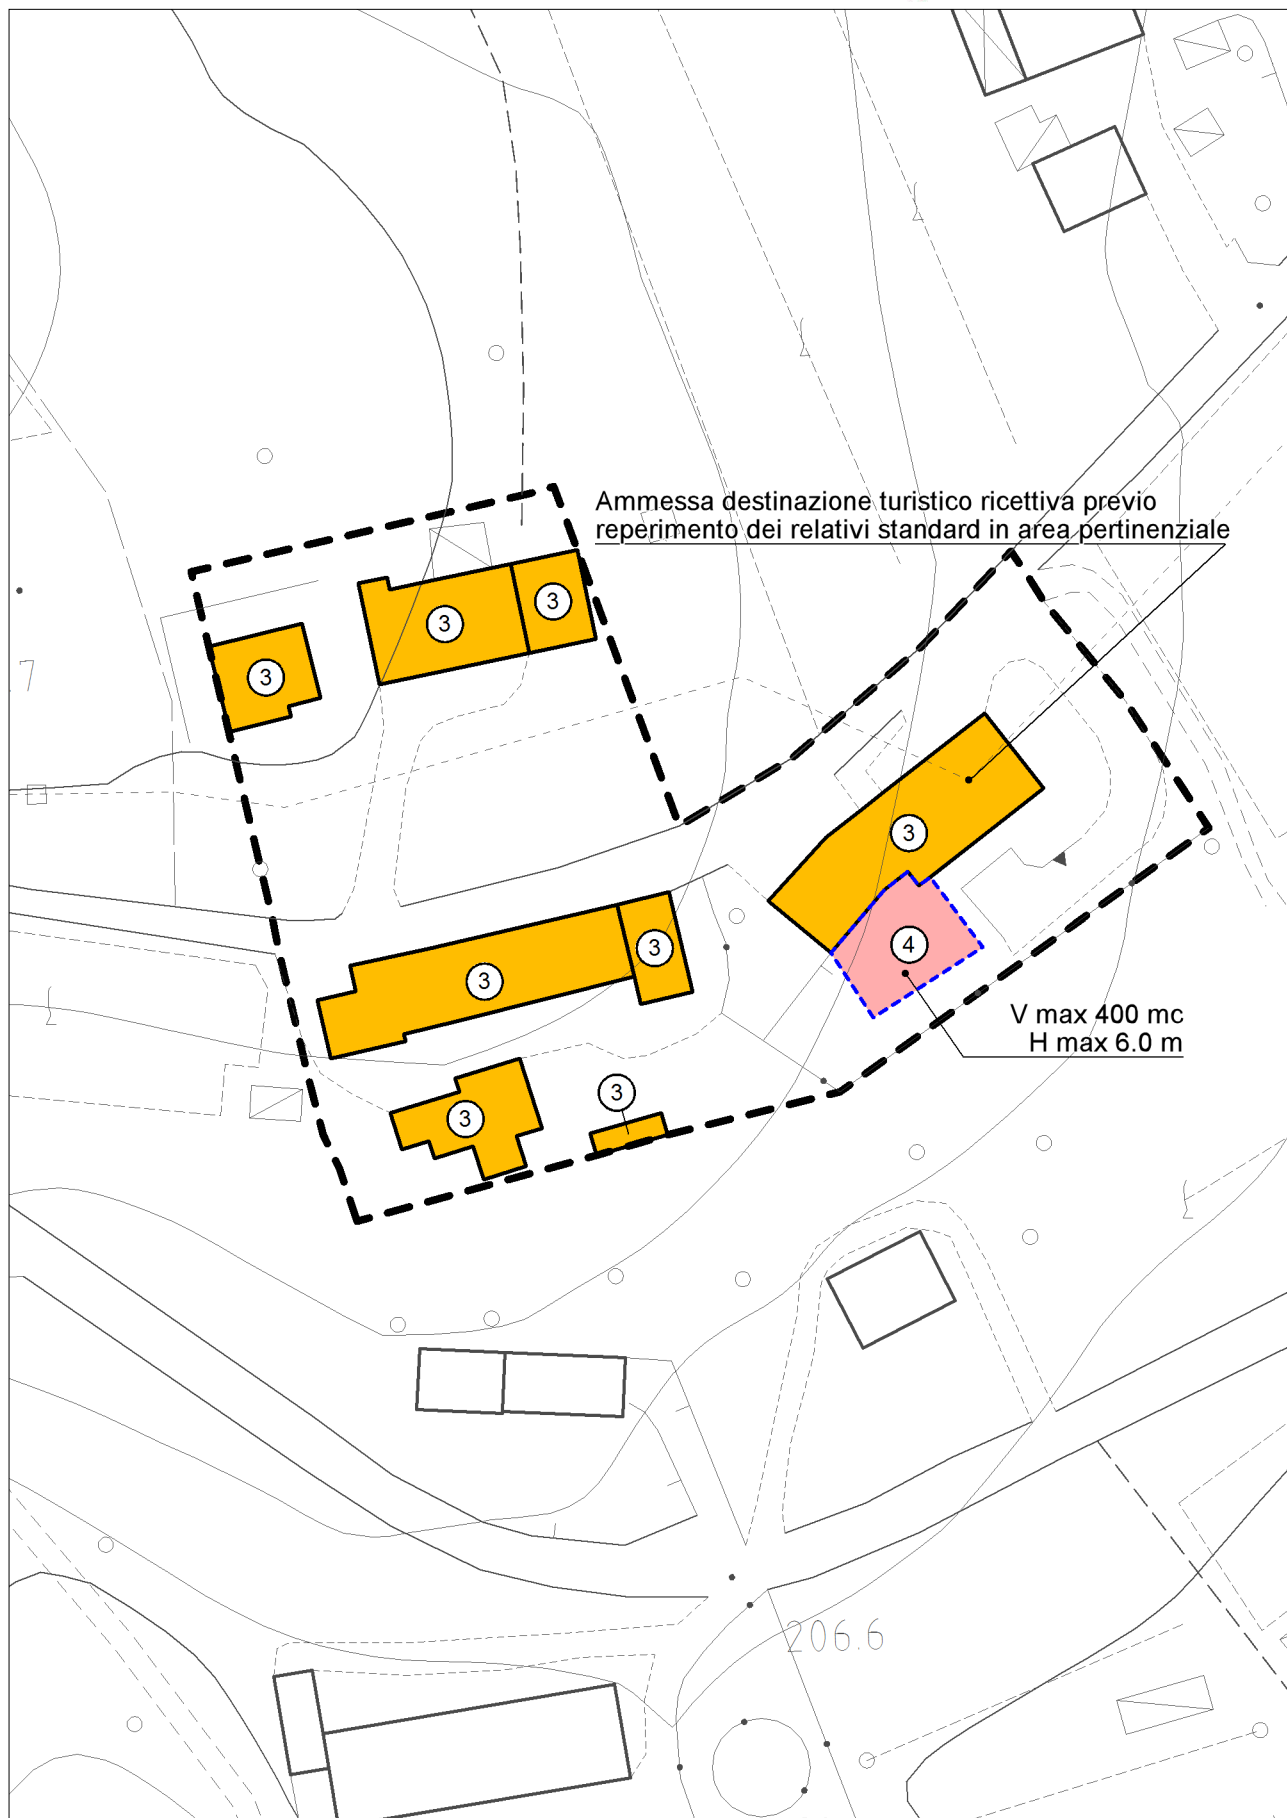 Ammessa destinazione turistico ricettiva previo
reperimento dei relativi standard in area pertinenziale
3
3
3
7
3
4
3
3
V max 400 mc
H max 6.0 m
3
3
206.6